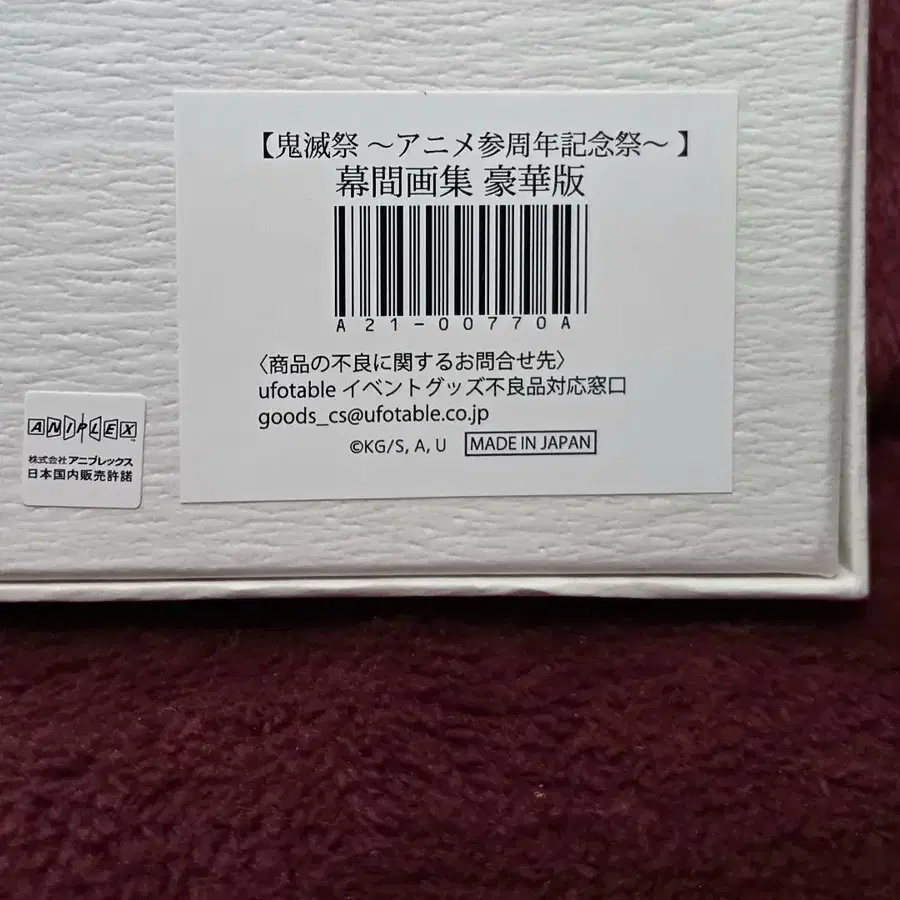 【鬼滅祭 ～アニメ参周年記念祭～ 】
幕間画集 豪華版
A21-00770A
〈商品の不良に関するお問合せ先〉
ufotable イベントグッズ不良品対応窓口
goods_cs@ufotable.co.jp
©KG/S, A, U MADE IN JAPAN
ANIPLEX
株式会社 アニプレックス
日本国内販売許諾